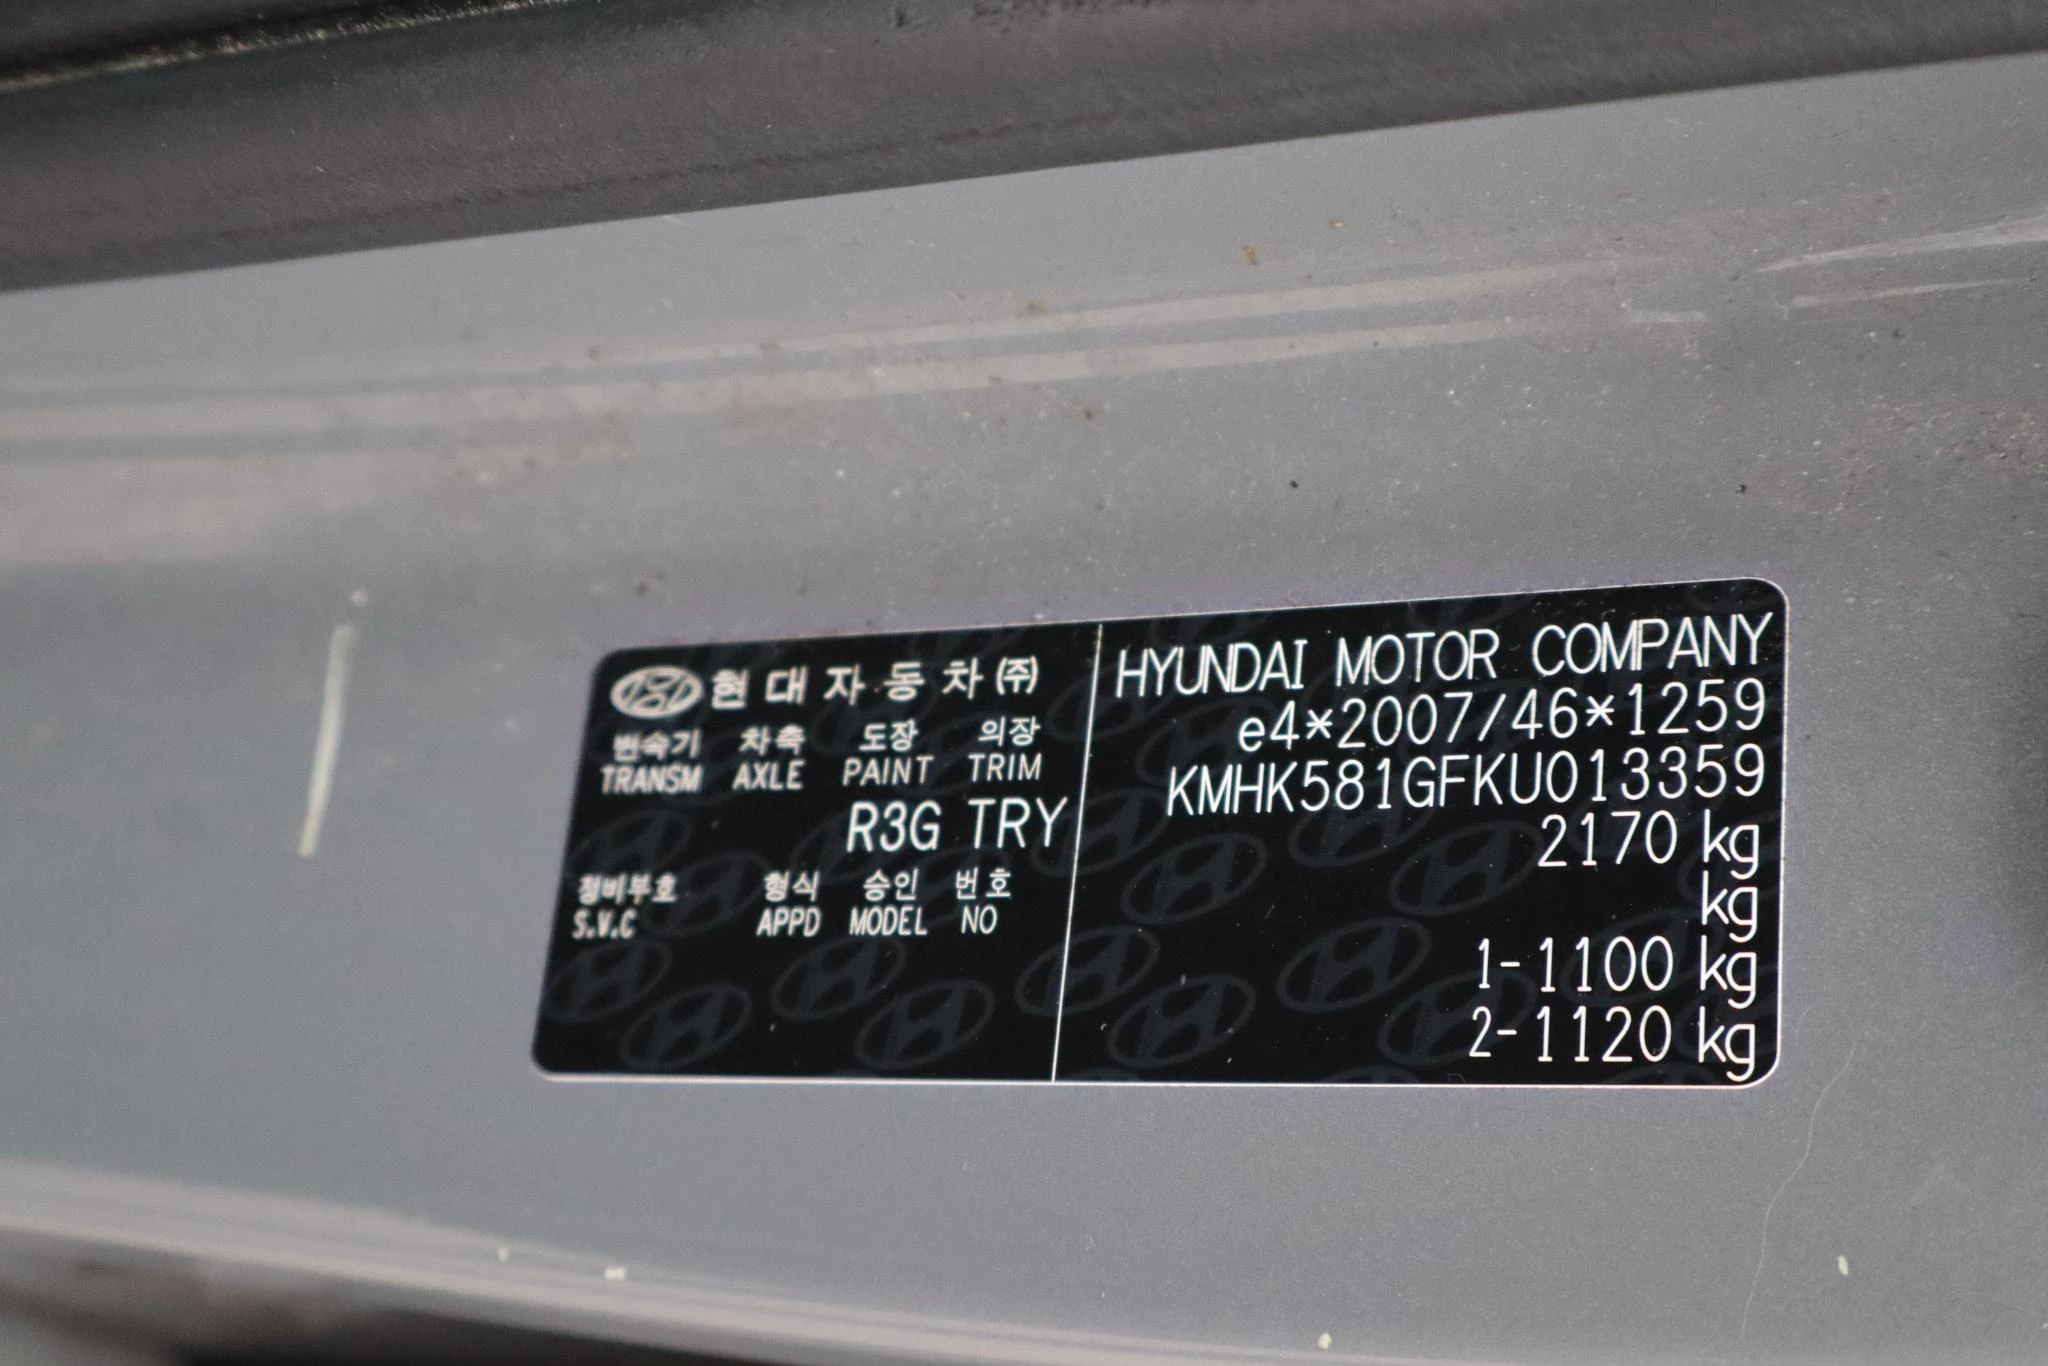 현대자동차㈜
변속기 차축 도장 의장
TRANSM AXLE PAINT TRIM
R3G TRY
정비부호 형식 승인 번호
S.V.C APPD MODEL NO
HYUNDAI MOTOR COMPANY
e4*2007/46*1259
KMHK581GFKU013359
2170 kg
kg
1-1100 kg
2-1120 kg